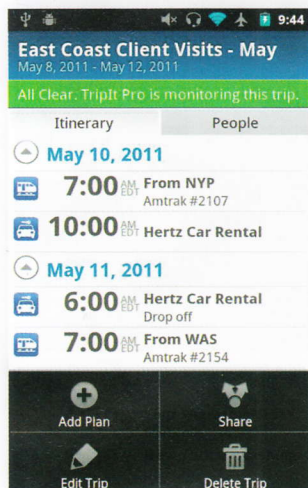 9:44
East Coast Client Visits - May
May 8, 2011 - May 12, 2011
All Clear. TripIt Pro is monitoring this trip.
Itinerary People
May 10, 2011
7:00 AM EDT From NYP
Amtrak #2107
10:00 AM EDT Hertz Car Rental
May 11, 2011
6:00 AM EDT Hertz Car Rental
Drop off
7:00 AM EDT From WAS
Amtrak #2154
Add Plan Share
Edit Trip Delete Trip